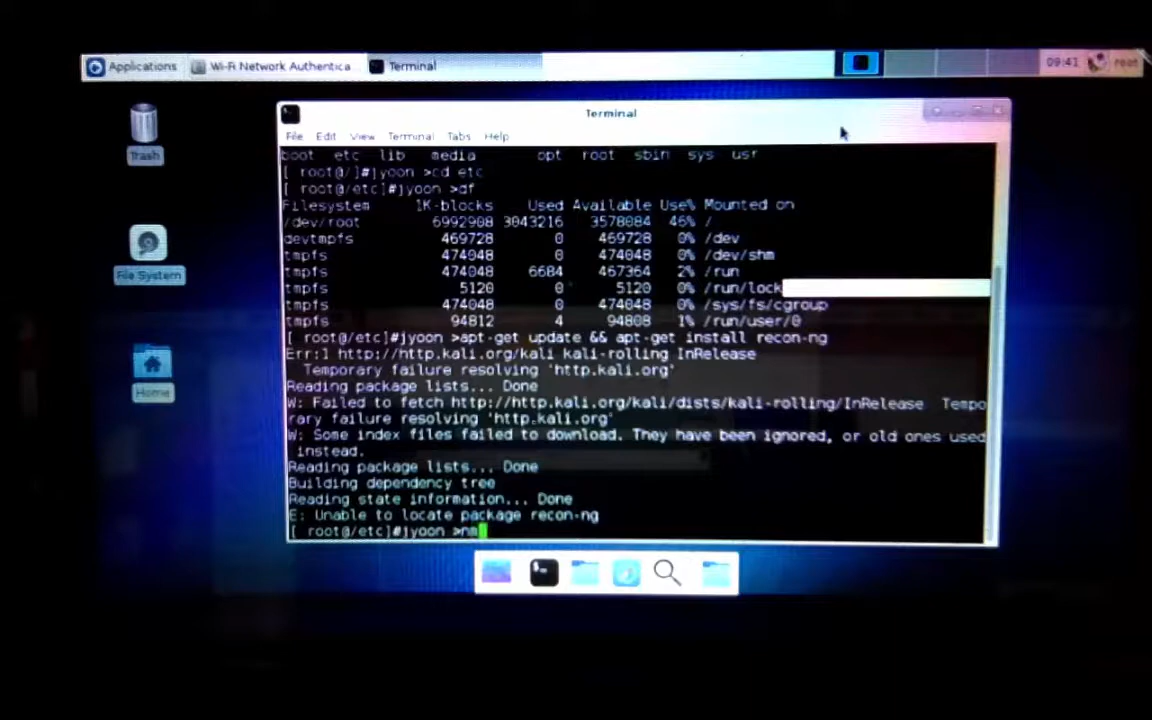 Applications Wi-Fi Network Authentica... Terminal 09:41 root
Terminal
File Edit View Terminal Tabs Help
Trash
File System
Home
boot etc lib media opt root sbin sys usr
[ root@/]#jyoon >cd etc
[ root@/etc]#jyoon >df
Filesystem 1K-blocks Used Available Use% Mounted on
/dev/root 6992908 3043216 3578084 46% /
devtmpfs 469728 0 469728 0% /dev
tmpfs 474048 0 474048 0% /dev/shm
tmpfs 474048 6684 467364 2% /run
tmpfs 5120 0 5120 0% /run/lock
tmpfs 474048 0 474048 0% /sys/fs/cgroup
tmpfs 94812 4 94808 1% /run/user/0
[ root@/etc]#jyoon >apt-get update && apt-get install recon-ng
Err:1 http://http.kali.org/kali kali-rolling InRelease
Temporary failure resolving 'http.kali.org'
Reading package lists... Done
W: Failed to fetch http://http.kali.org/kali/dists/kali-rolling/InRelease Tempo
rary failure resolving 'http.kali.org'
W: Some index files failed to download. They have been ignored, or old ones used
instead.
Reading package lists... Done
Building dependency tree
Reading state information... Done
E: Unable to locate package recon-ng
[ root@/etc]#jyoon >nm